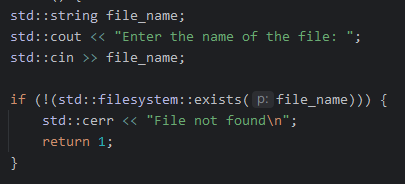 std::string file_name;
std::cout << "Enter the name of the file: ";
std::cin >> file_name;
if (!(std::filesystem::exists( p: file_name))) {
std::cerr << "File not found\n";
return 1;
}